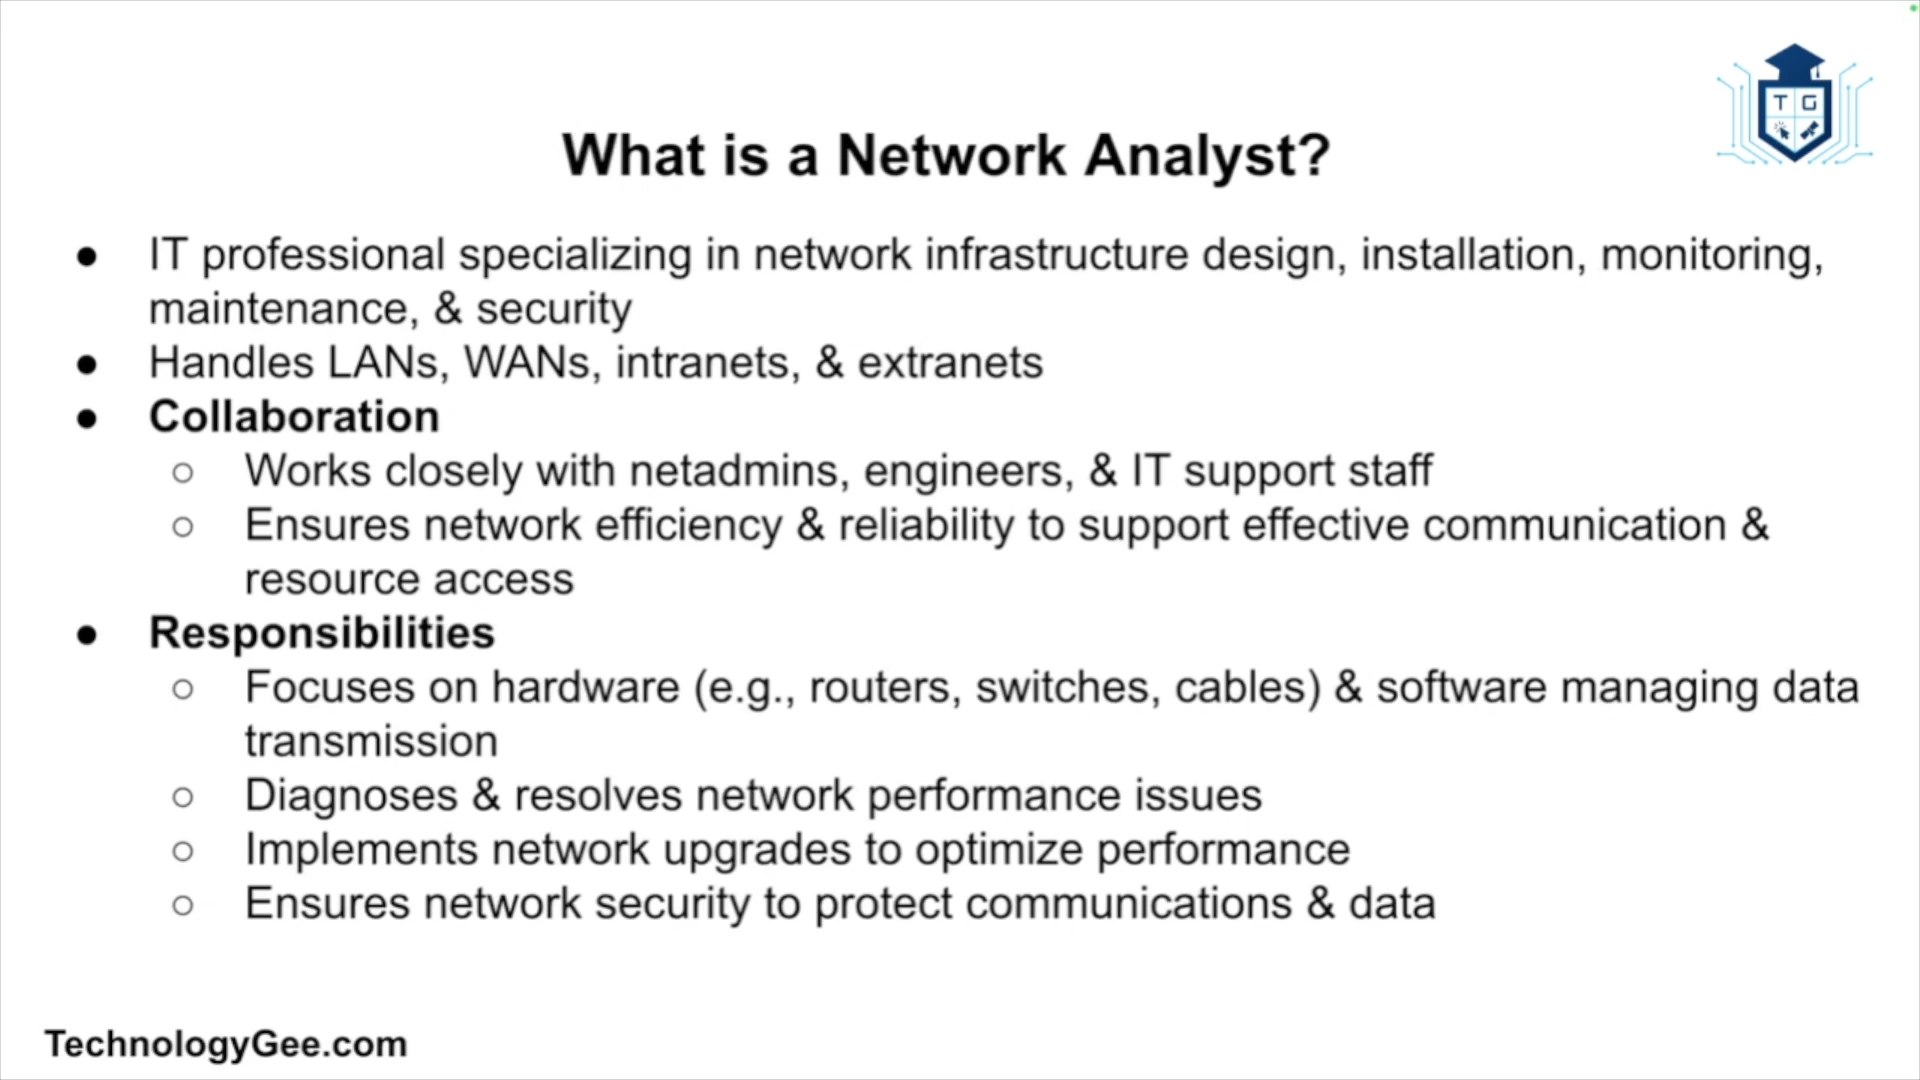 T G
What is a Network Analyst?
● IT professional specializing in network infrastructure design, installation, monitoring,
maintenance, & security
● Handles LANs, WANs, intranets, & extranets
● Collaboration
○ Works closely with netadmins, engineers, & IT support staff
○ Ensures network efficiency & reliability to support effective communication &
resource access
● Responsibilities
○ Focuses on hardware (e.g., routers, switches, cables) & software managing data
transmission
○ Diagnoses & resolves network performance issues
○ Implements network upgrades to optimize performance
○ Ensures network security to protect communications & data
TechnologyGee.com